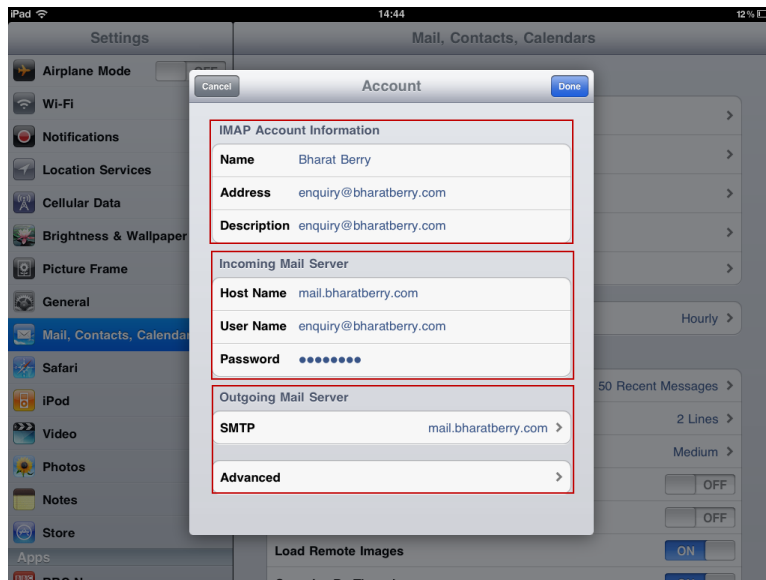 iPad 14:44 12%
Settings Mail, Contacts, Calendars
Airplane Mode
Wi-Fi
Notifications
Location Services
Cellular Data
Brightness & Wallpaper
Picture Frame
General
Mail, Contacts, Calendar
Safari
iPod
Video
Photos
Notes
Store
Apps
Cancel Account Done
IMAP Account Information
Name Bharat Berry
Address enquiry@bharatberry.com
Description enquiry@bharatberry.com
Incoming Mail Server
Host Name mail.bharatberry.com
User Name enquiry@bharatberry.com
Password ●●●●●●●●
Outgoing Mail Server
SMTP mail.bharatberry.com
Advanced
Hourly
50 Recent Messages
2 Lines
Medium
OFF
OFF
Load Remote Images ON